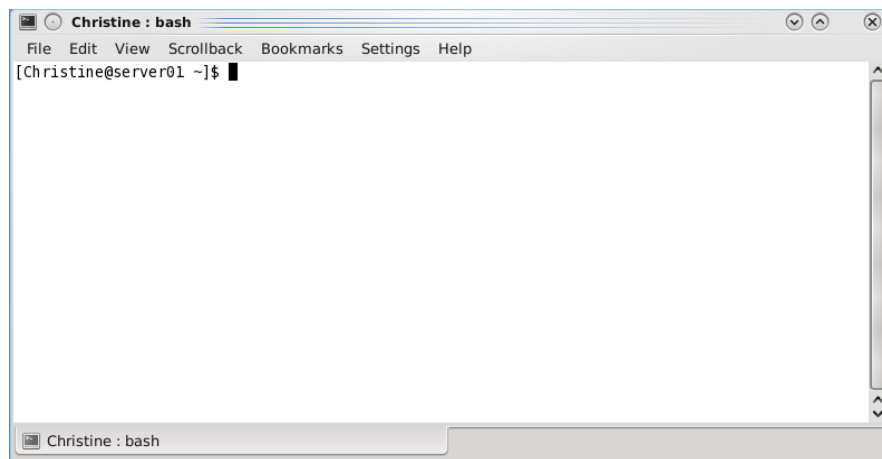 Christine : bash
File Edit View Scrollback Bookmarks Settings Help
[Christine@server01 ~]$
Christine : bash